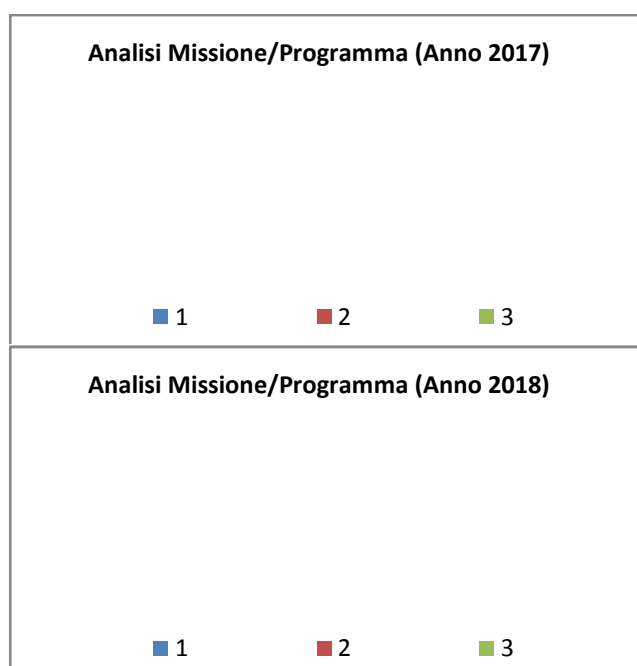 Analisi Missione/Programma (Anno 2017)
1 2 3
Analisi Missione/Programma (Anno 2018)
1 2 3